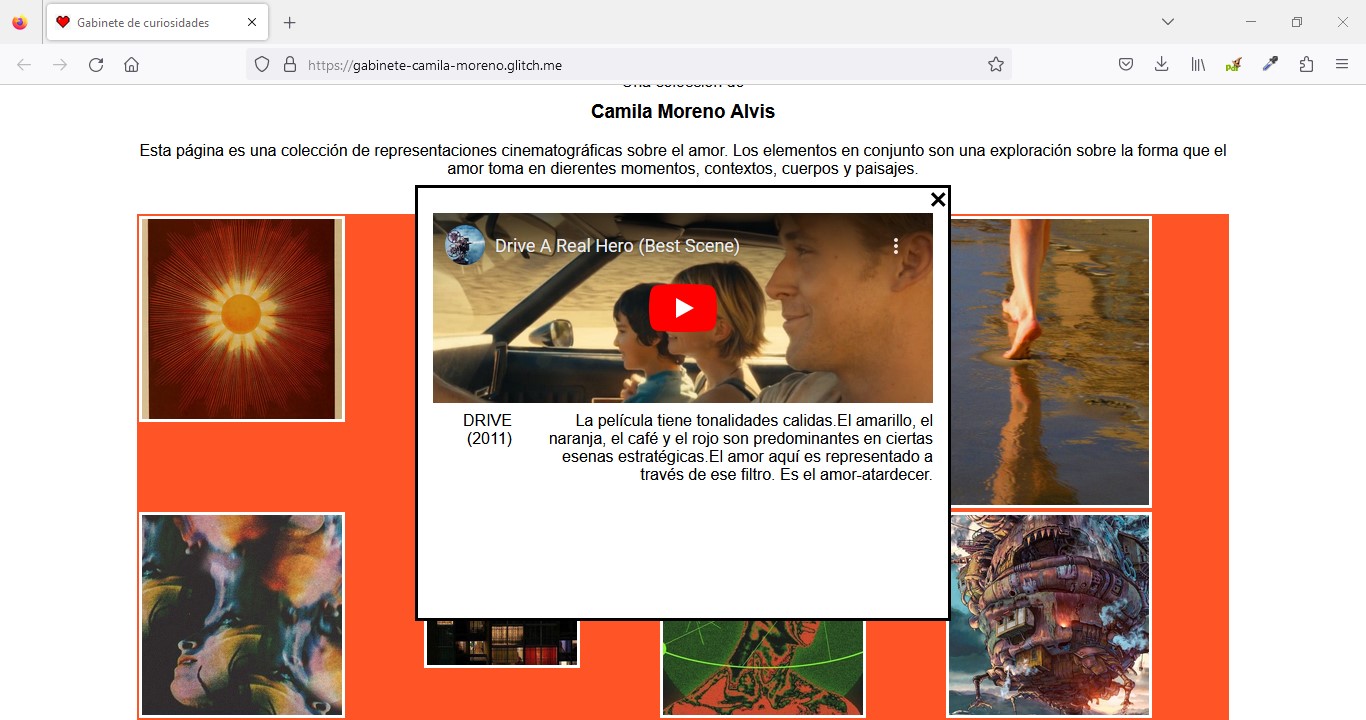 Gabinete de curiosidades
https://gabinete-camila-moreno.glitch.me
Una colección de
Camila Moreno Alvis
Esta página es una colección de representaciones cinematográficas sobre el amor. Los elementos en conjunto son una exploración sobre la forma que el
amor toma en dierentes momentos, contextos, cuerpos y paisajes.
Drive A Real Hero (Best Scene)
DRIVE
(2011)
La película tiene tonalidades calidas.El amarillo, el
naranja, el café y el rojo son predominantes en ciertas
esenas estratégicas.El amor aquí es representado a
través de ese filtro. Es el amor-atardecer.